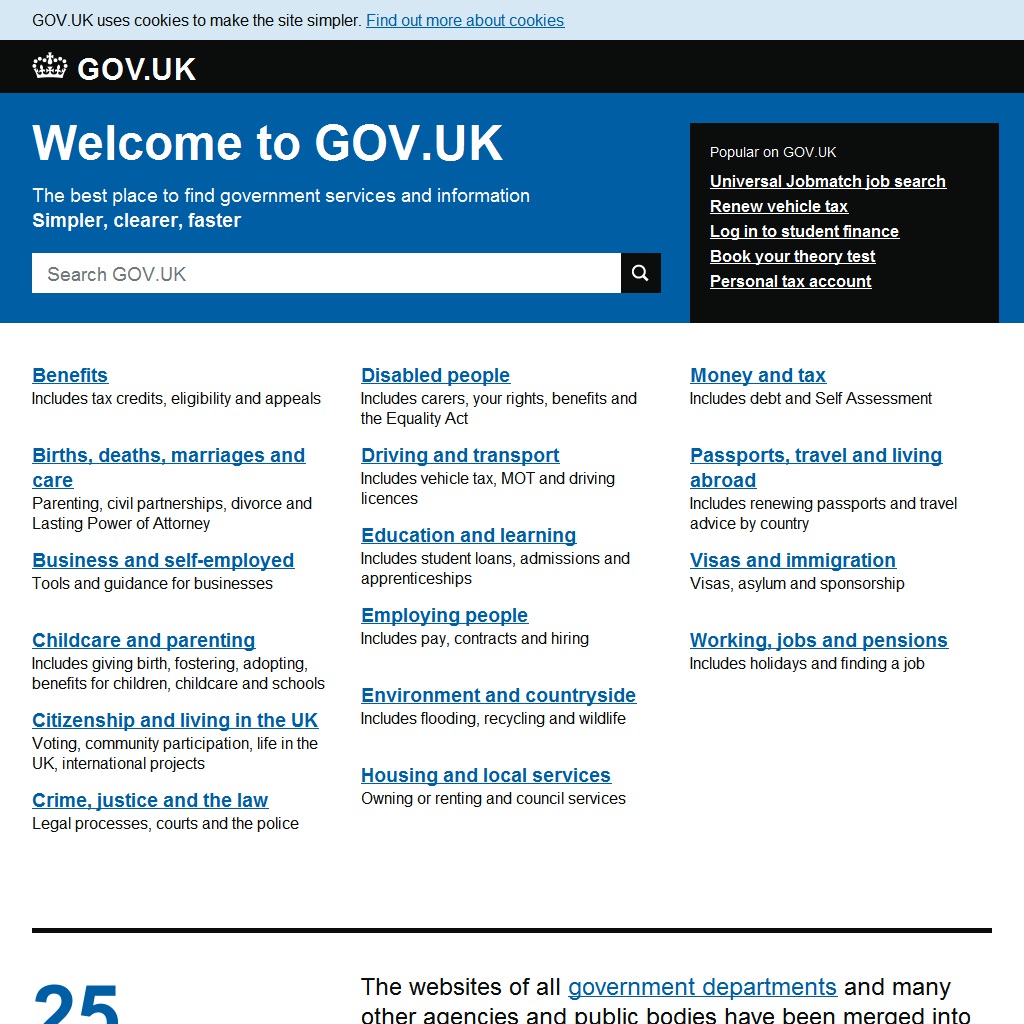 GOV.UK uses cookies to make the site simpler. Find out more about cookies
GOV.UK
Welcome to GOV.UK
The best place to find government services and information
Simpler, clearer, faster
Search GOV.UK
Popular on GOV.UK
Universal Jobmatch job search
Renew vehicle tax
Log in to student finance
Book your theory test
Personal tax account
Benefits
Includes tax credits, eligibility and appeals
Births, deaths, marriages and
care
Parenting, civil partnerships, divorce and
Lasting Power of Attorney
Business and self-employed
Tools and guidance for businesses
Childcare and parenting
Includes giving birth, fostering, adopting,
benefits for children, childcare and schools
Citizenship and living in the UK
Voting, community participation, life in the
UK, international projects
Crime, justice and the law
Legal processes, courts and the police
Disabled people
Includes carers, your rights, benefits and
the Equality Act
Driving and transport
Includes vehicle tax, MOT and driving
licences
Education and learning
Includes student loans, admissions and
apprenticeships
Employing people
Includes pay, contracts and hiring
Environment and countryside
Includes flooding, recycling and wildlife
Housing and local services
Owning or renting and council services
Money and tax
Includes debt and Self Assessment
Passports, travel and living
abroad
Includes renewing passports and travel
advice by country
Visas and immigration
Visas, asylum and sponsorship
Working, jobs and pensions
Includes holidays and finding a job
25
The websites of all government departments and many
other agencies and public bodies have been merged into